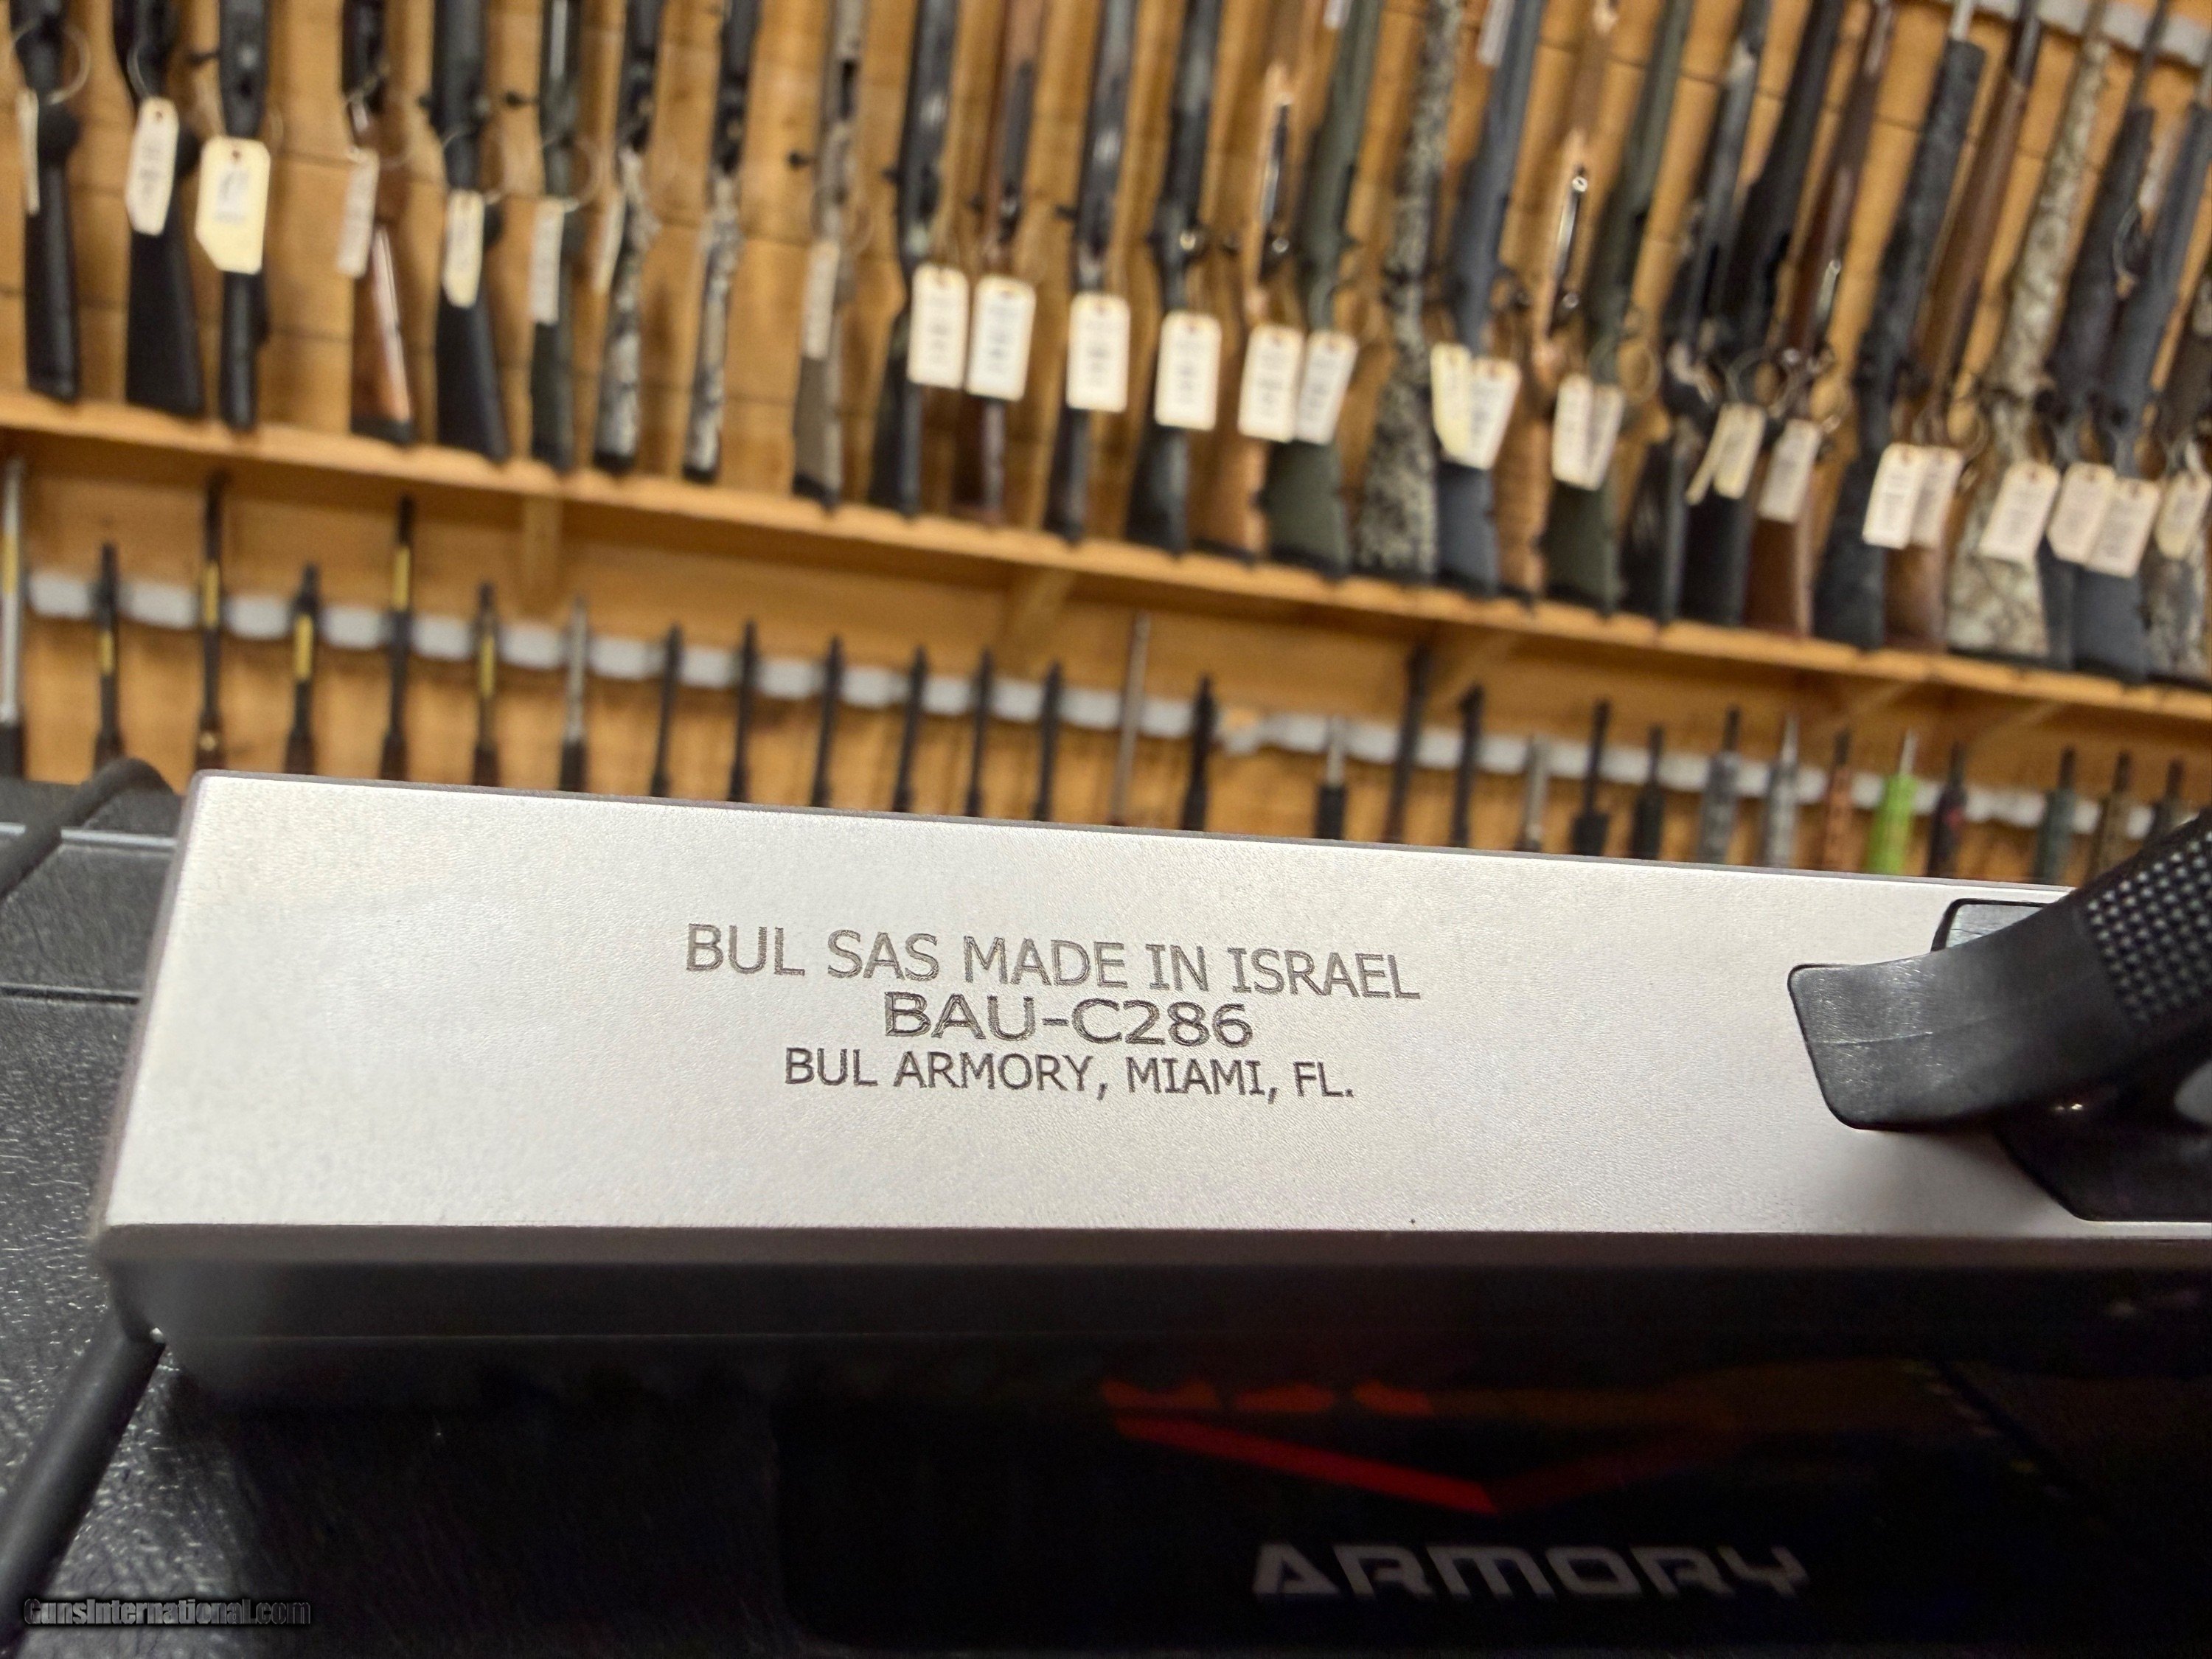 BUL SAS MADE IN ISRAEL
BAU-C286
BUL ARMORY, MIAMI, FL.
ARMORY
GunsInternational.com